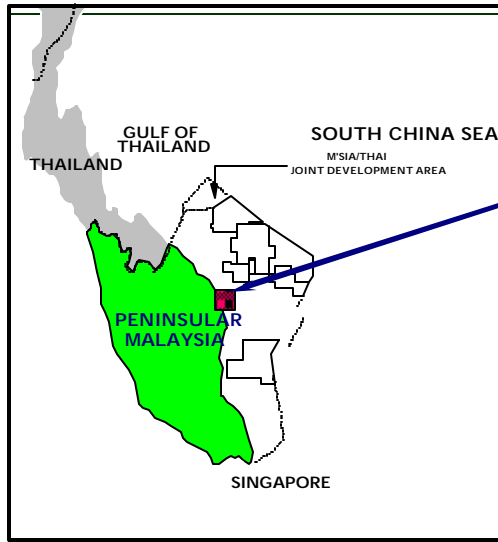 GULF OF
THAILAND
SOUTH CHINA SEA
THAILAND
M'SIA/THAI
JOINT DEVELOPMENT AREA
PENINSULAR
MALAYSIA
SINGAPORE